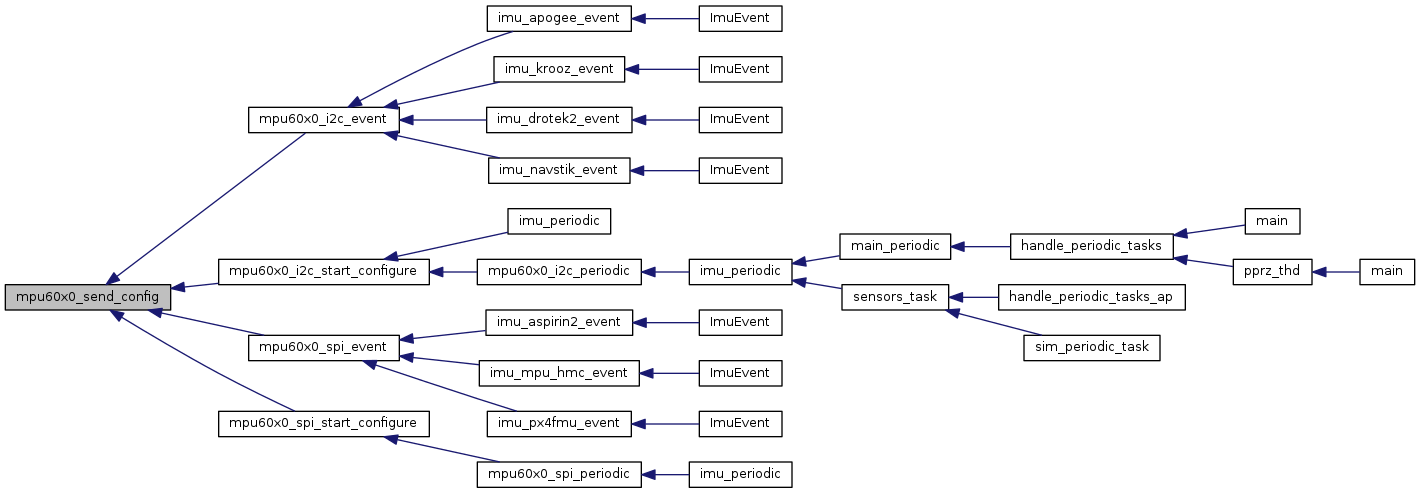 imu_apogee_event
ImuEvent
imu_krooz_event
ImuEvent
mpu60x0_i2c_event
imu_drotek2_event
ImuEvent
imu_navstik_event
ImuEvent
imu_periodic
main
main_periodic
handle_periodic_tasks
mpu60x0_i2c_start_configure
mpu60x0_i2c_periodic
imu_periodic
pprz_thd
main
mpu60x0_send_config
sensors_task
handle_periodic_tasks_ap
imu_aspirin2_event
ImuEvent
mpu60x0_spi_event
sim_periodic_task
imu_mpu_hmc_event
ImuEvent
mpu60x0_spi_start_configure
imu_px4fmu_event
ImuEvent
mpu60x0_spi_periodic
imu_periodic